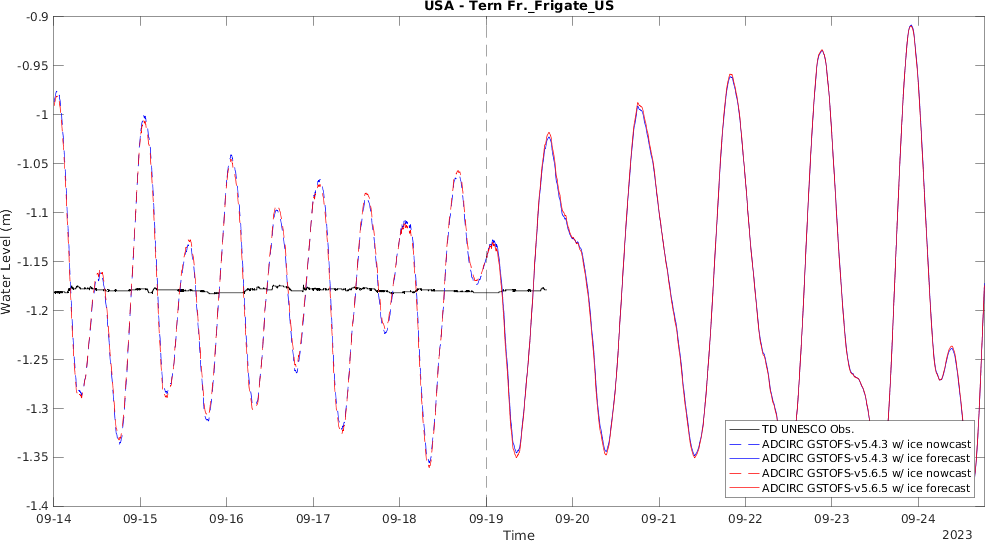 USA - Tern Fr._Frigate_US
-0.9
-0.95
-1
-1.05
-1.1
-1.15
-1.2
-1.25
-1.3
-1.35
-1.4
Water Level (m)
TD UNESCO Obs.
ADCIRC GSTOFS-v5.4.3 w/ ice nowcast
ADCIRC GSTOFS-v5.4.3 w/ ice forecast
ADCIRC GSTOFS-v5.6.5 w/ ice nowcast
ADCIRC GSTOFS-v5.6.5 w/ ice forecast
09-14 09-15 09-16 09-17 09-18 09-19 09-20 09-21 09-22 09-23 09-24
Time
2023